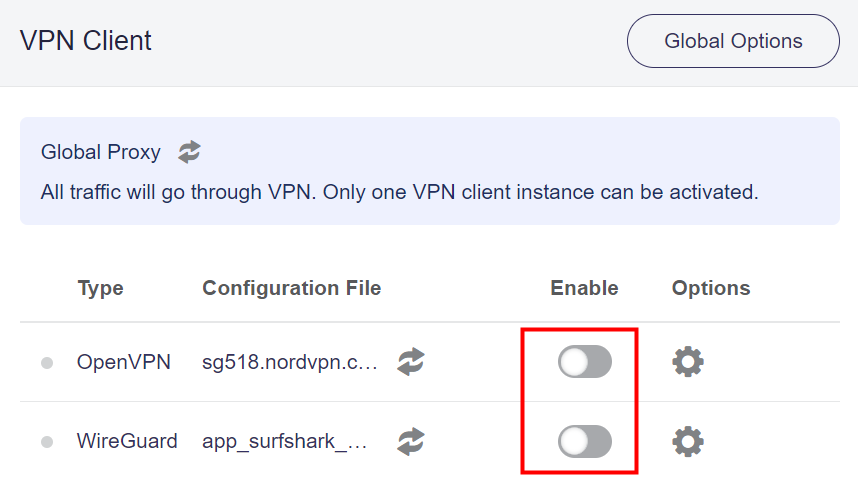 VPN Client
Global Options
Global Proxy
All traffic will go through VPN. Only one VPN client instance can be activated.
Type Configuration File Enable Options
OpenVPN sg518.nordvpn.c...
WireGuard app_surfshark_...